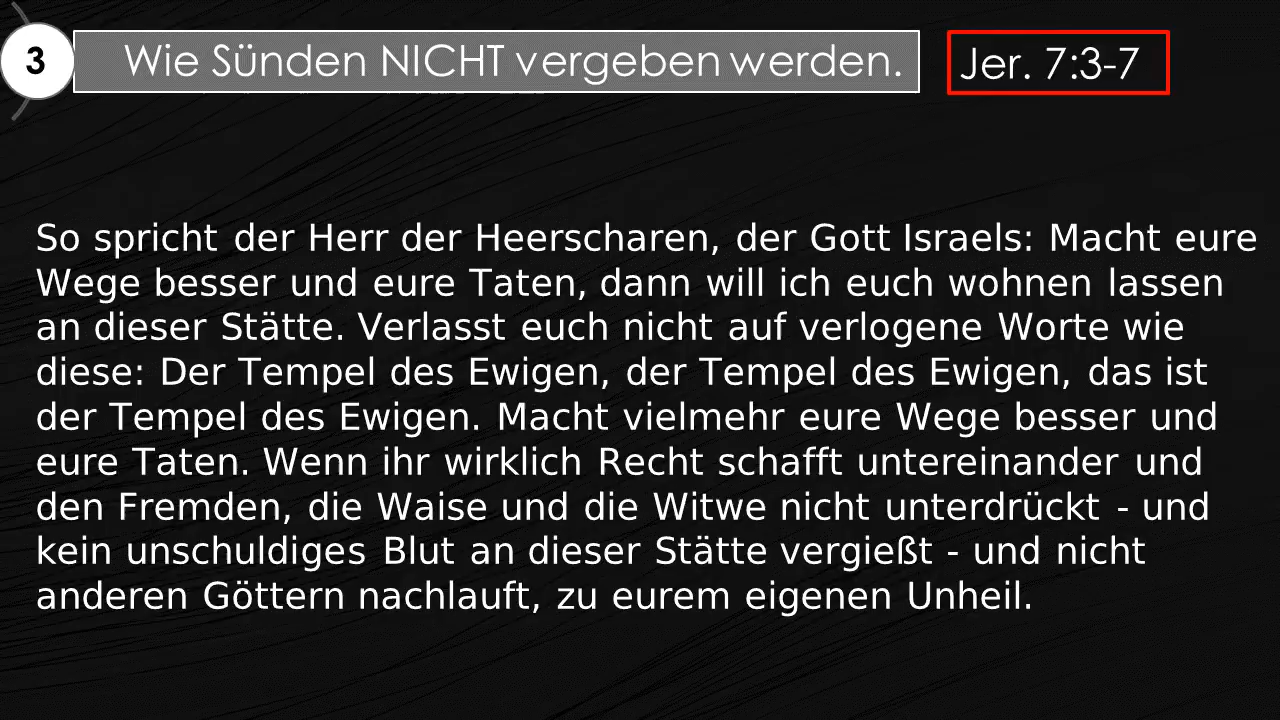 3
Wie Sünden NICHT vergeben werden.
Jer. 7:3-7
So spricht der Herr der Heerscharen, der Gott Israels: Macht eure
Wege besser und eure Taten, dann will ich euch wohnen lassen
an dieser Stätte. Verlasst euch nicht auf verlogene Worte wie
diese: Der Tempel des Ewigen, der Tempel des Ewigen, das ist
der Tempel des Ewigen. Macht vielmehr eure Wege besser und
eure Taten. Wenn ihr wirklich Recht schafft untereinander und
den Fremden, die Waise und die Witwe nicht unterdrückt - und
kein unschuldiges Blut an dieser Stätte vergießt - und nicht
anderen Göttern nachlauft, zu eurem eigenen Unheil.